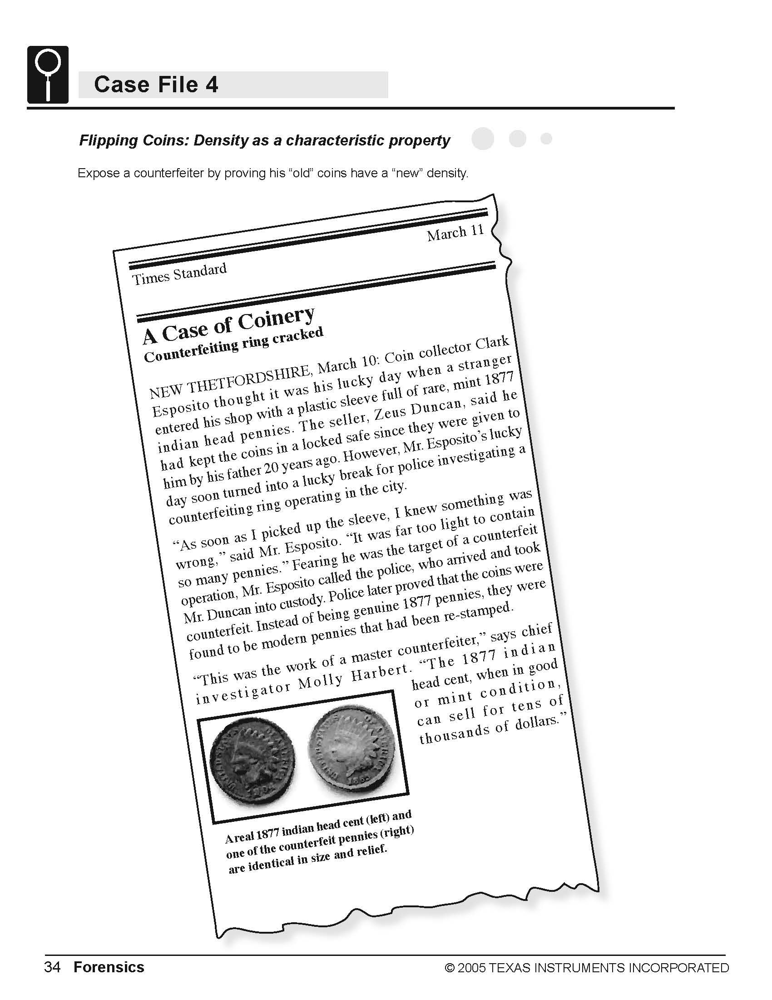 Case File 4
Flipping Coins: Density as a characteristic property
Expose a counterfeiter by proving his “old” coins have a “new” density.
March 11
Times Standard
A Case of Coinery
Counterfeiting ring cracked
NEW THETFORDSHIRE, March 10: Coin collector Clark
Esposito thought it was his lucky day when a stranger
entered his shop with a plastic sleeve full of rare, mint 1877
indian head pennies. The seller, Zeus Duncan, said he
had kept the coins in a locked safe since they were given to
him by his father 20 years ago. However, Mr. Esposito’s lucky
day soon turned into a lucky break for police investigating a
counterfeiting ring operating in the city.
“As soon as I picked up the sleeve, I knew something was
wrong,” said Mr. Esposito. “It was far too light to contain
so many pennies.” Fearing he was the target of a counterfeit
operation, Mr. Esposito called the police, who arrived and took
Mr. Duncan into custody. Police later proved that the coins were
counterfeit. Instead of being genuine 1877 pennies, they were
found to be modern pennies that had been re-stamped.
“This was the work of a master counterfeiter,” says chief
investigator Molly Harbert. “The 1877 indian
head cent, when in good
or mint condition,
can sell for tens of
thousands of dollars.”
UNITED STATES OF AMERICA
UNITED STATES OF AMERICA
A real 1877 indian head cent (left) and
one of the counterfeit pennies (right)
are identical in size and relief.
34 Forensics
© 2005 TEXAS INSTRUMENTS INCORPORATED